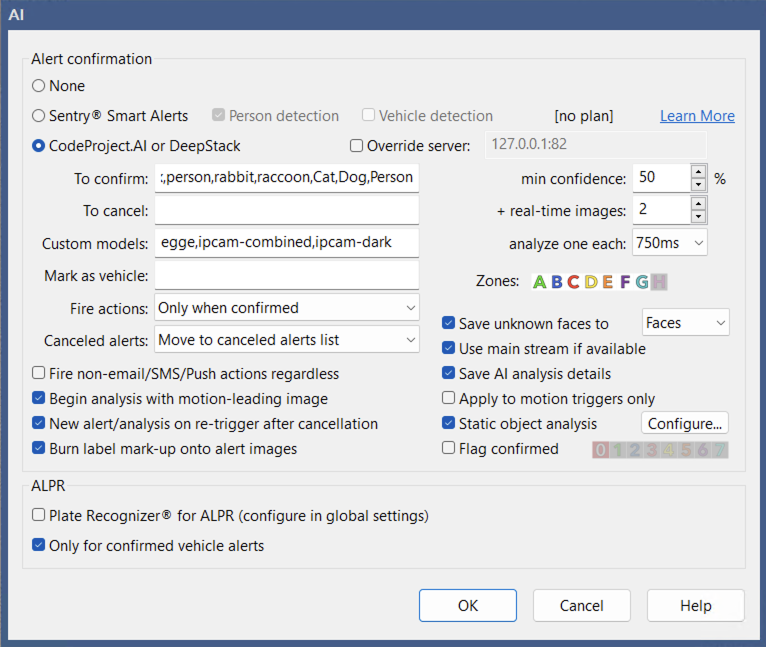 AI
Alert confirmation
None
Sentry® Smart Alerts Person detection Vehicle detection [no plan] Learn More
CodeProject.AI or DeepStack Override server: 127.0.0.1:82
To confirm: :,person,rabbit,raccoon,Cat,Dog,Person min confidence: 50 %
To cancel: + real-time images: 2
Custom models: egge,ipcam-combined,ipcam-dark analyze one each: 750ms
Mark as vehicle: Zones: A B C D E F G H
Fire actions: Only when confirmed Save unknown faces to Faces
Canceled alerts: Move to canceled alerts list Use main stream if available
Fire non-email/SMS/Push actions regardless Save AI analysis details
Begin analysis with motion-leading image Apply to motion triggers only
New alert/analysis on re-trigger after cancellation Static object analysis Configure...
Burn label mark-up onto alert images Flag confirmed 0 1 2 3 4 5 6 7
ALPR
Plate Recognizer® for ALPR (configure in global settings)
Only for confirmed vehicle alerts
OK Cancel Help